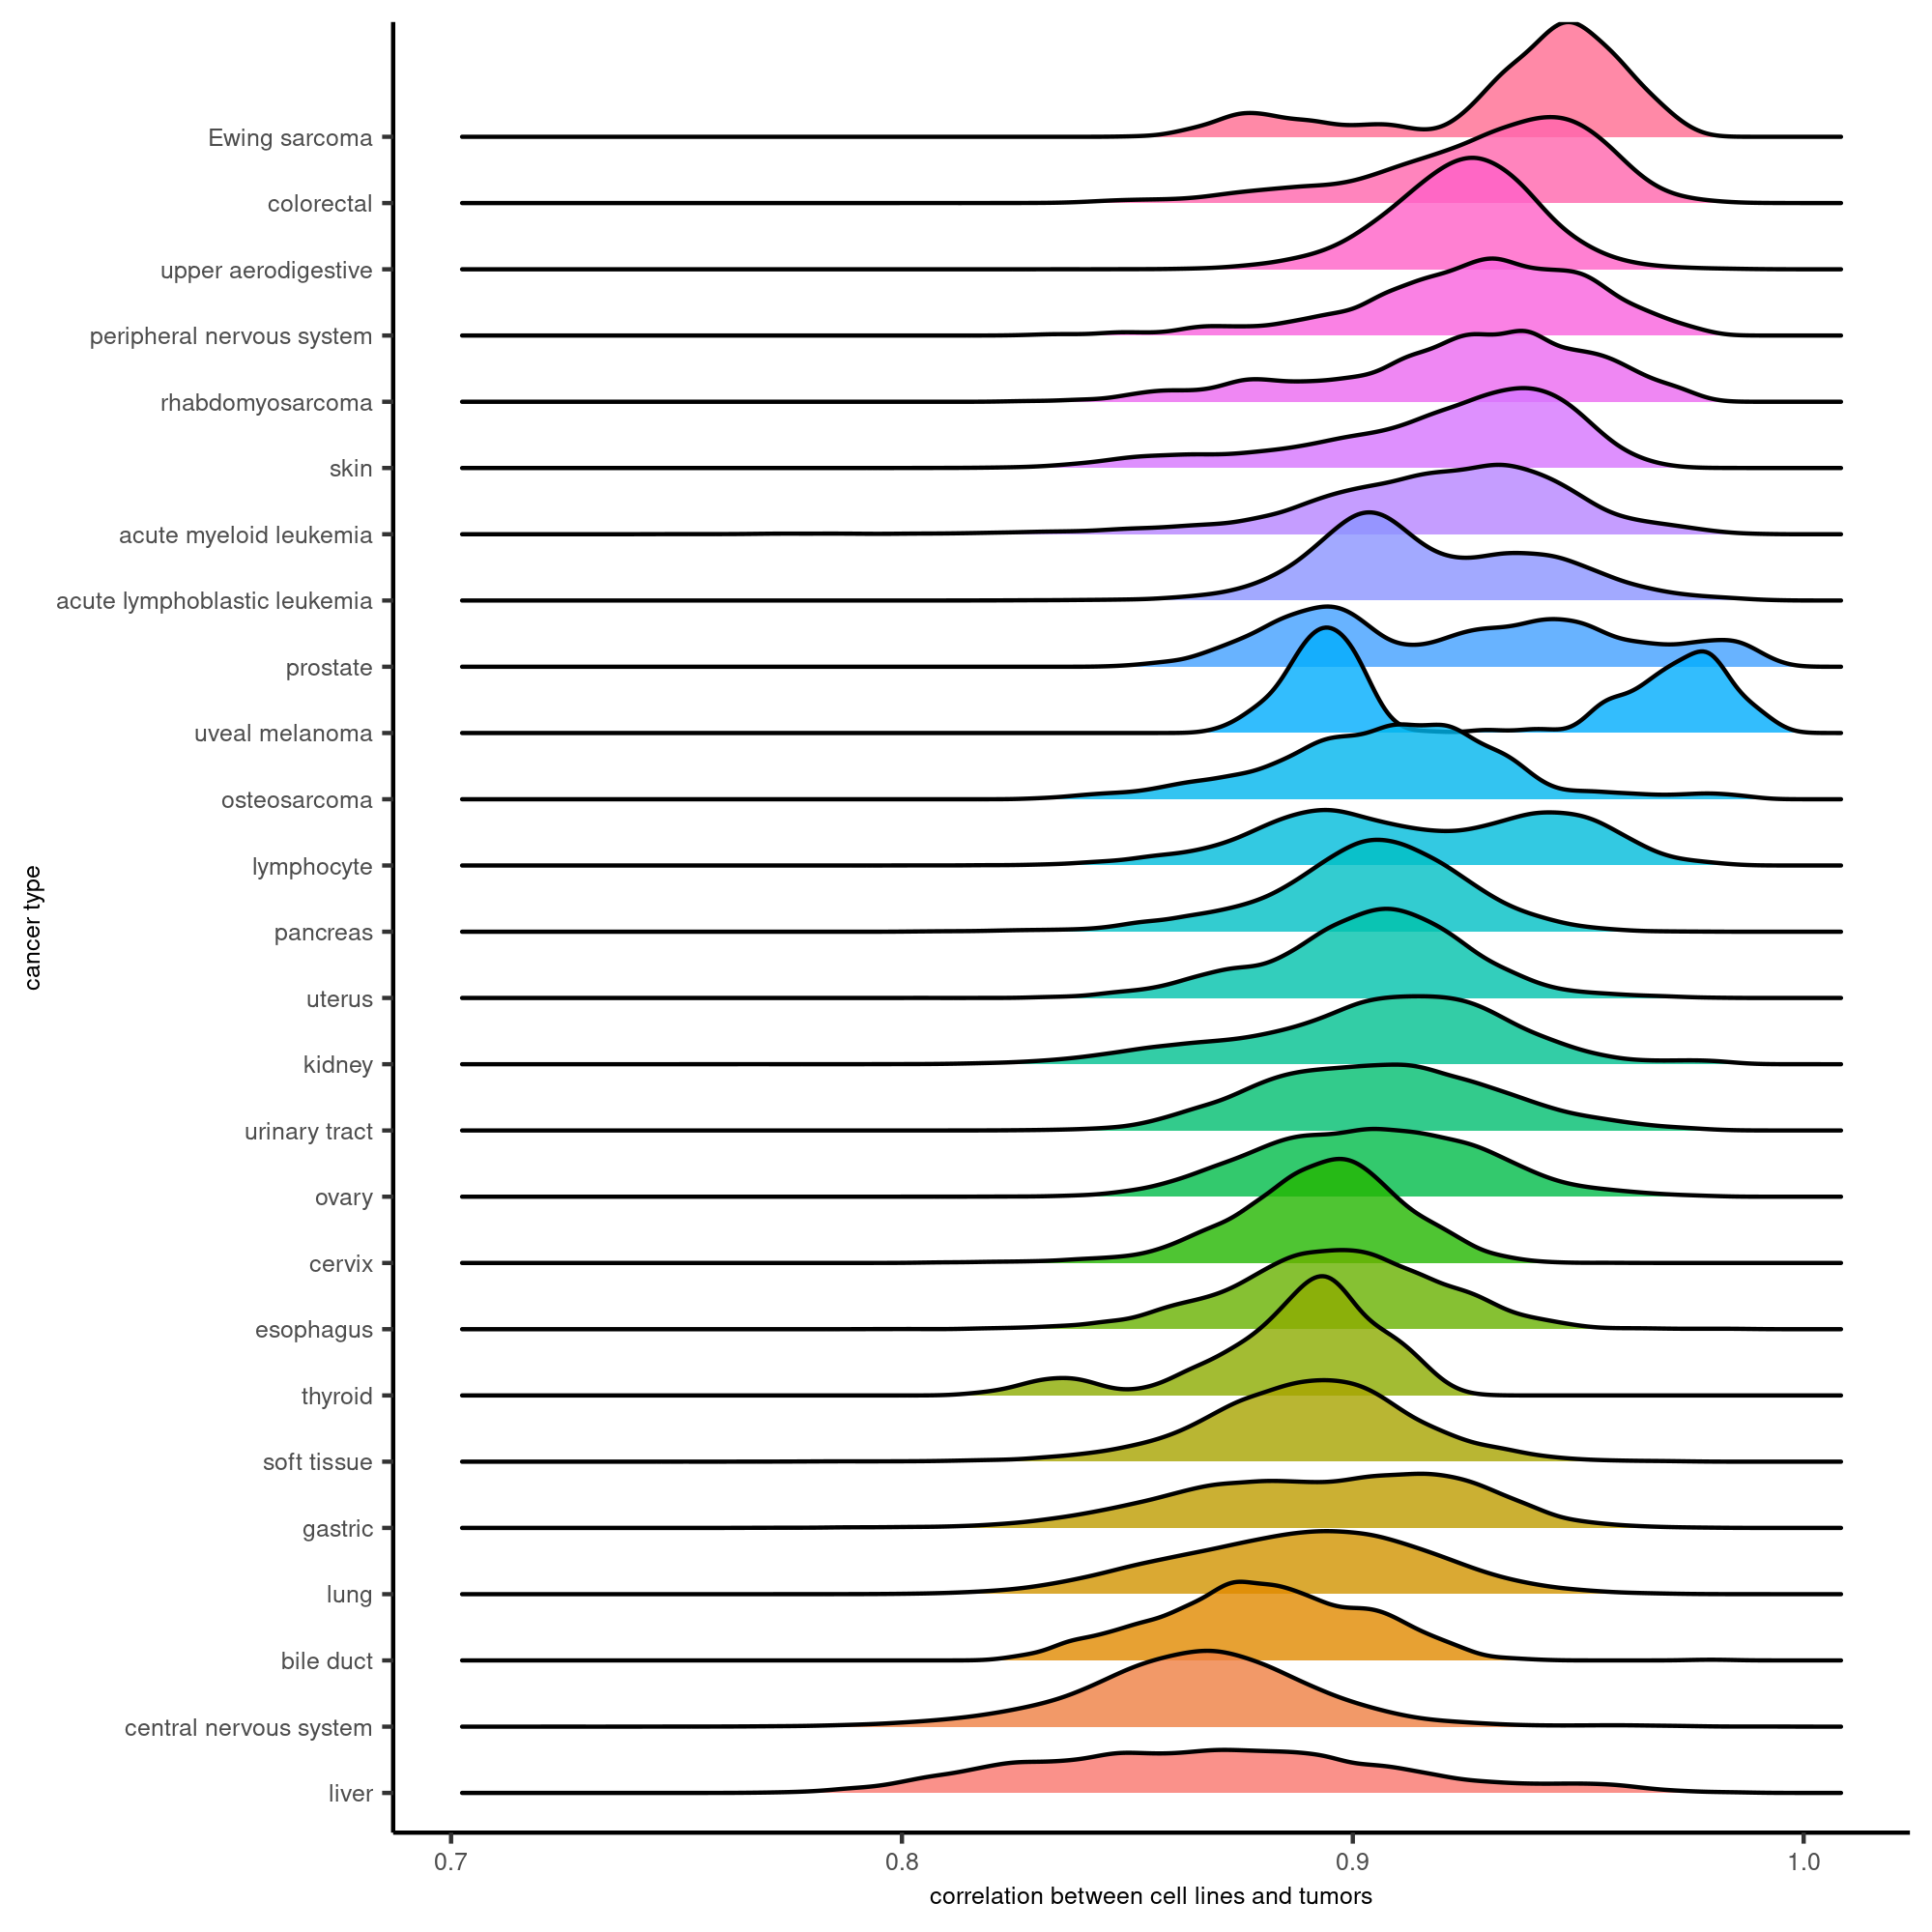 Ewing sarcoma
colorectal
upper aerodigestive
peripheral nervous system
rhabdomyosarcoma
skin
acute myeloid leukemia
acute lymphoblastic leukemia
prostate
uveal melanoma
osteosarcoma
lymphocyte
pancreas
uterus
kidney
urinary tract
ovary
cervix
esophagus
thyroid
soft tissue
gastric
lung
bile duct
central nervous system
liver
cancer type
0.7 0.8 0.9 1.0
correlation between cell lines and tumors